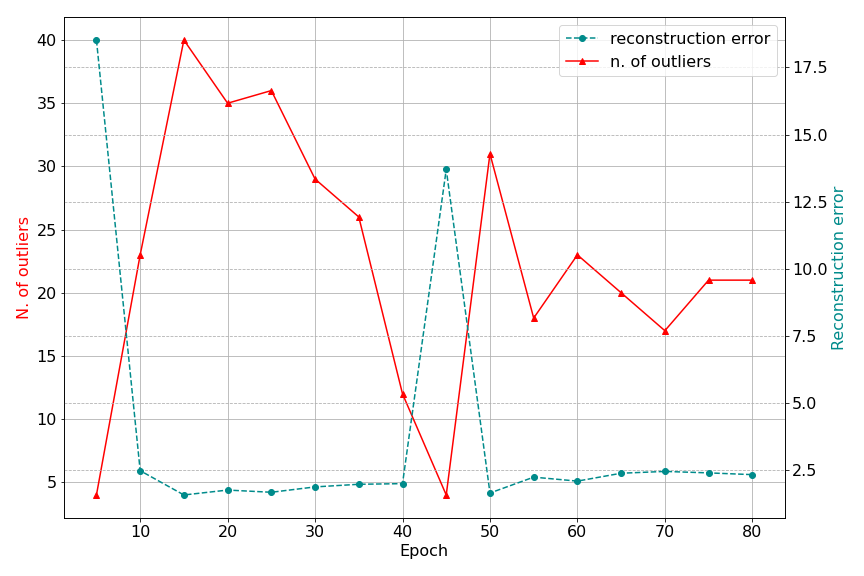 reconstruction error
n. of outliers
40
35
30
25
20
15
10
5
N. of outliers
17.5
15.0
12.5
10.0
7.5
5.0
2.5
Reconstruction error
10 20 30 40 50 60 70 80
Epoch